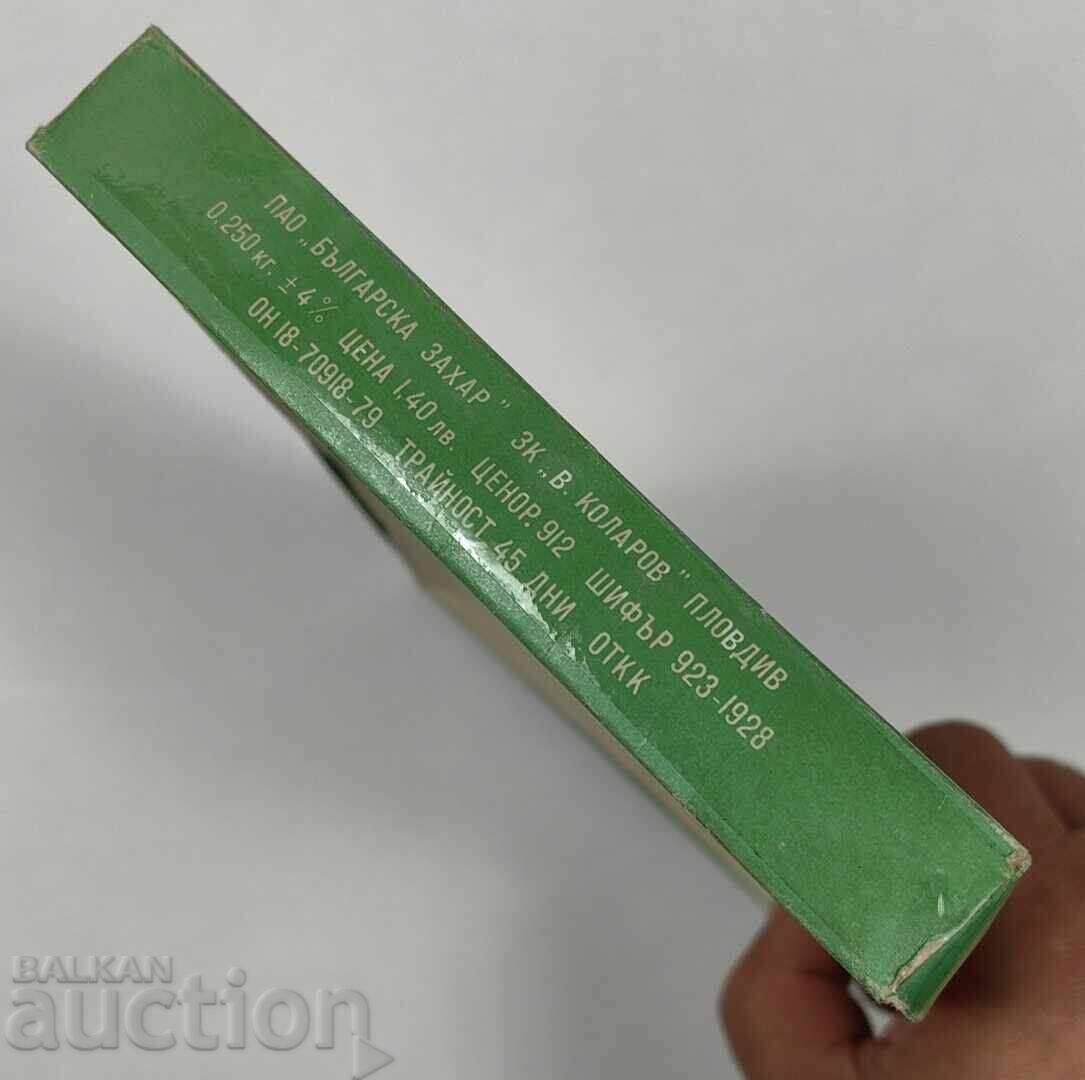 ПАО „БЪЛГАРСКА ЗАХАР" ЗК „В. КОЛАРОВ" ПЛОВДИВ
0,250 кг. ±4% ЦЕНА 1,40 лв. ЦЕНОР. 912 ШИФЪР 923-1928
ОН 18-70918-79 ТРАЙНОСТ 45 ДНИ ОТКК
BALKAN
auction